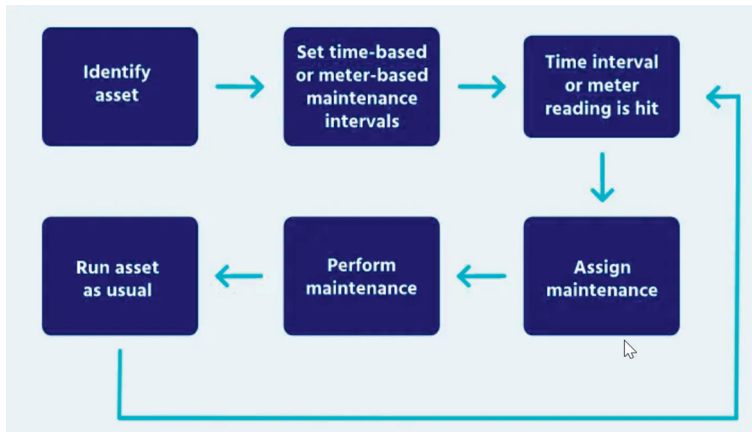 Identify
asset
Set time-based
or meter-based
maintenance
intervals
Time interval
or meter
reading is hit
Assign
maintenance
Perform
maintenance
Run asset
as usual